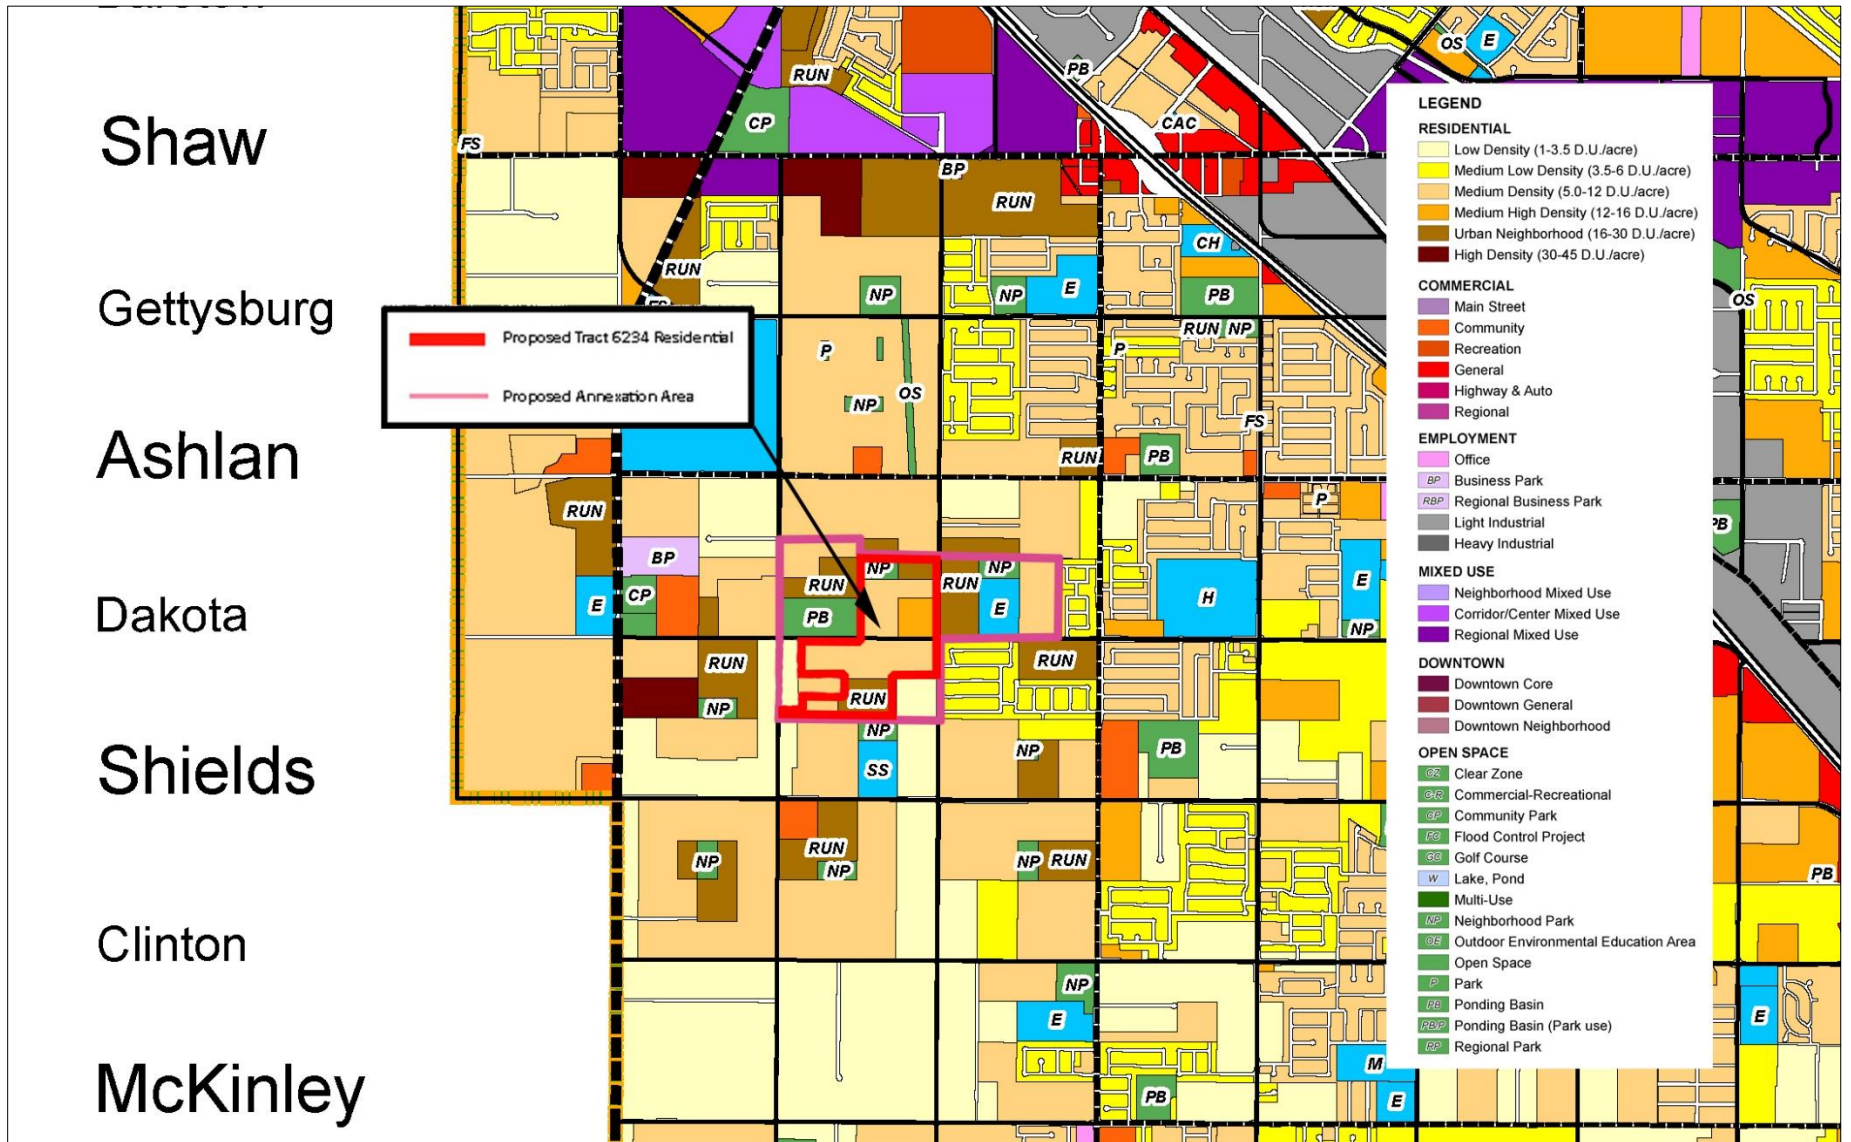 Shaw
Gettysburg
Ashlan
Dakota
Shields
Clinton
McKinley
Proposed Tract 6234 Residential
Proposed Annexation Area
LEGEND
RESIDENTIAL
Low Density (1-3.5 D.U./acre)
Medium Low Density (3.5-6 D.U./acre)
Medium Density (5.0-12 D.U./acre)
Medium High Density (12-16 D.U./acre)
Urban Neighborhood (16-30 D.U./acre)
High Density (30-45 D.U./acre)
COMMERCIAL
Main Street
Community
Recreation
General
Highway & Auto
Regional
EMPLOYMENT
Office
BP Business Park
RBP Regional Business Park
Light Industrial
Heavy Industrial
MIXED USE
Neighborhood Mixed Use
Corridor/Center Mixed Use
Regional Mixed Use
DOWNTOWN
Downtown Core
Downtown General
Downtown Neighborhood
OPEN SPACE
CZ Clear Zone
C-R Commercial-Recreational
CP Community Park
FC Flood Control Project
GC Golf Course
W Lake, Pond
Multi-Use
NP Neighborhood Park
OE Outdoor Environmental Education Area
Open Space
P Park
PB Ponding Basin
PB/P Ponding Basin (Park use)
RP Regional Park
OS E
RUN PB
CP CAC
FS
BP
RUN
CH
RUN
NP NP E PB
OS
RUN NP
P P
OS
NP
FS
RUN PB
P
RUN
BP
NP NP
RUN RUN E
CP
E E H
PB
NP
RUN RUN
RUN
NP
NP
NP PB
SS
RUN
NP NP RUN
NP
PB
NP
E E
M
PB E
PB